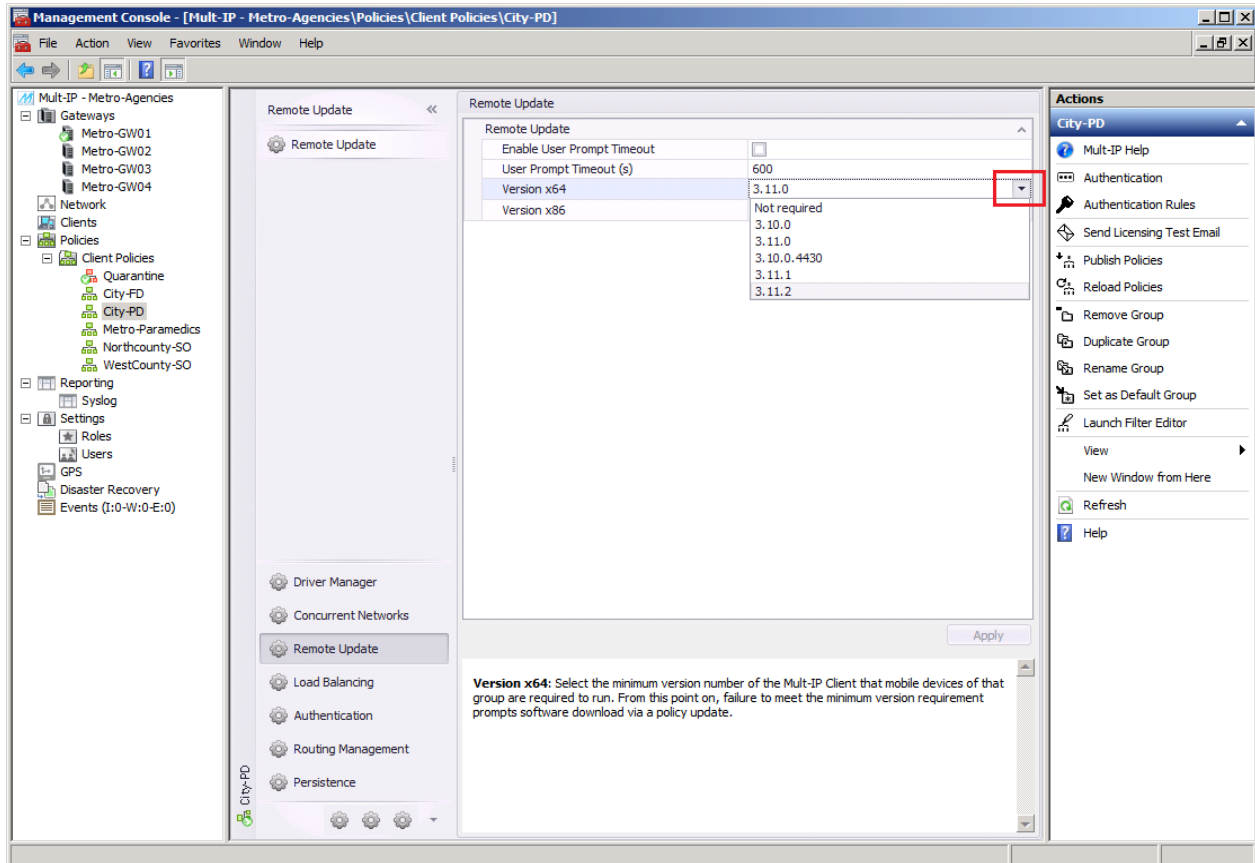 Management Console - [Mult-IP - Metro-Agencies\Policies\Client Policies\City-PD]
File Action View Favorites Window Help
Mult-IP - Metro-Agencies
Gateways
Metro-GW01
Metro-GW02
Metro-GW03
Metro-GW04
Network
Clients
Policies
Client Policies
Quarantine
City-FD
City-PD
Metro-Paramedics
Northcounty-SO
WestCounty-SO
Reporting
Syslog
Settings
Roles
Users
GPS
Disaster Recovery
Events (I:0-W:0-E:0)
City-PD
Remote Update
Remote Update
Driver Manager
Concurrent Networks
Remote Update
Load Balancing
Authentication
Routing Management
Persistence
Remote Update
Remote Update
Enable User Prompt Timeout
User Prompt Timeout (s) 600
Version x64 3.11.0
Version x86
Not required
3.10.0
3.11.0
3.10.0.4430
3.11.1
3.11.2
Apply
Version x64: Select the minimum version number of the Mult-IP Client that mobile devices of that
group are required to run. From this point on, failure to meet the minimum version requirement
prompts software download via a policy update.
Actions
City-PD
Mult-IP Help
Authentication
Authentication Rules
Send Licensing Test Email
Publish Policies
Reload Policies
Remove Group
Duplicate Group
Rename Group
Set as Default Group
Launch Filter Editor
View
New Window from Here
Refresh
Help